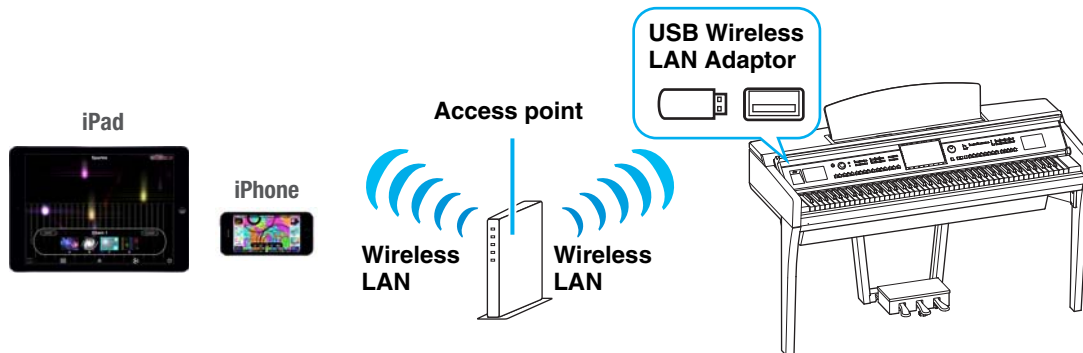 iPad
iPhone
Access point
Wireless
LAN
Wireless
LAN
USB Wireless
LAN Adaptor